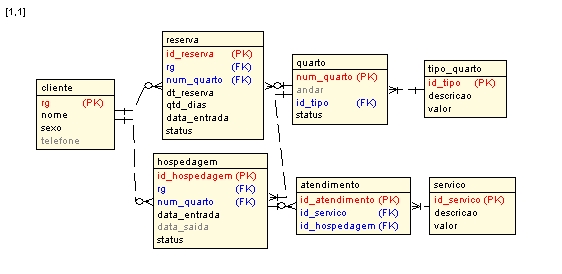 [1,1]
reserva
id_reserva (PK)
rg (FK)
num_quarto (FK)
dt_reserva
qtd_dias
data_entrada
status
quarto
num_quarto (PK)
andar
id_tipo (FK)
status
tipo_quarto
id_tipo (PK)
descricao
valor
cliente
rg (PK)
nome
sexo
telefone
hospedagem
id_hospedagem (PK)
rg (FK)
num_quarto (FK)
data_entrada
data_saida
status
atendimento
id_atendimento (PK)
id_servico (FK)
id_hospedagem (FK)
servico
id_servico (PK)
descricao
valor